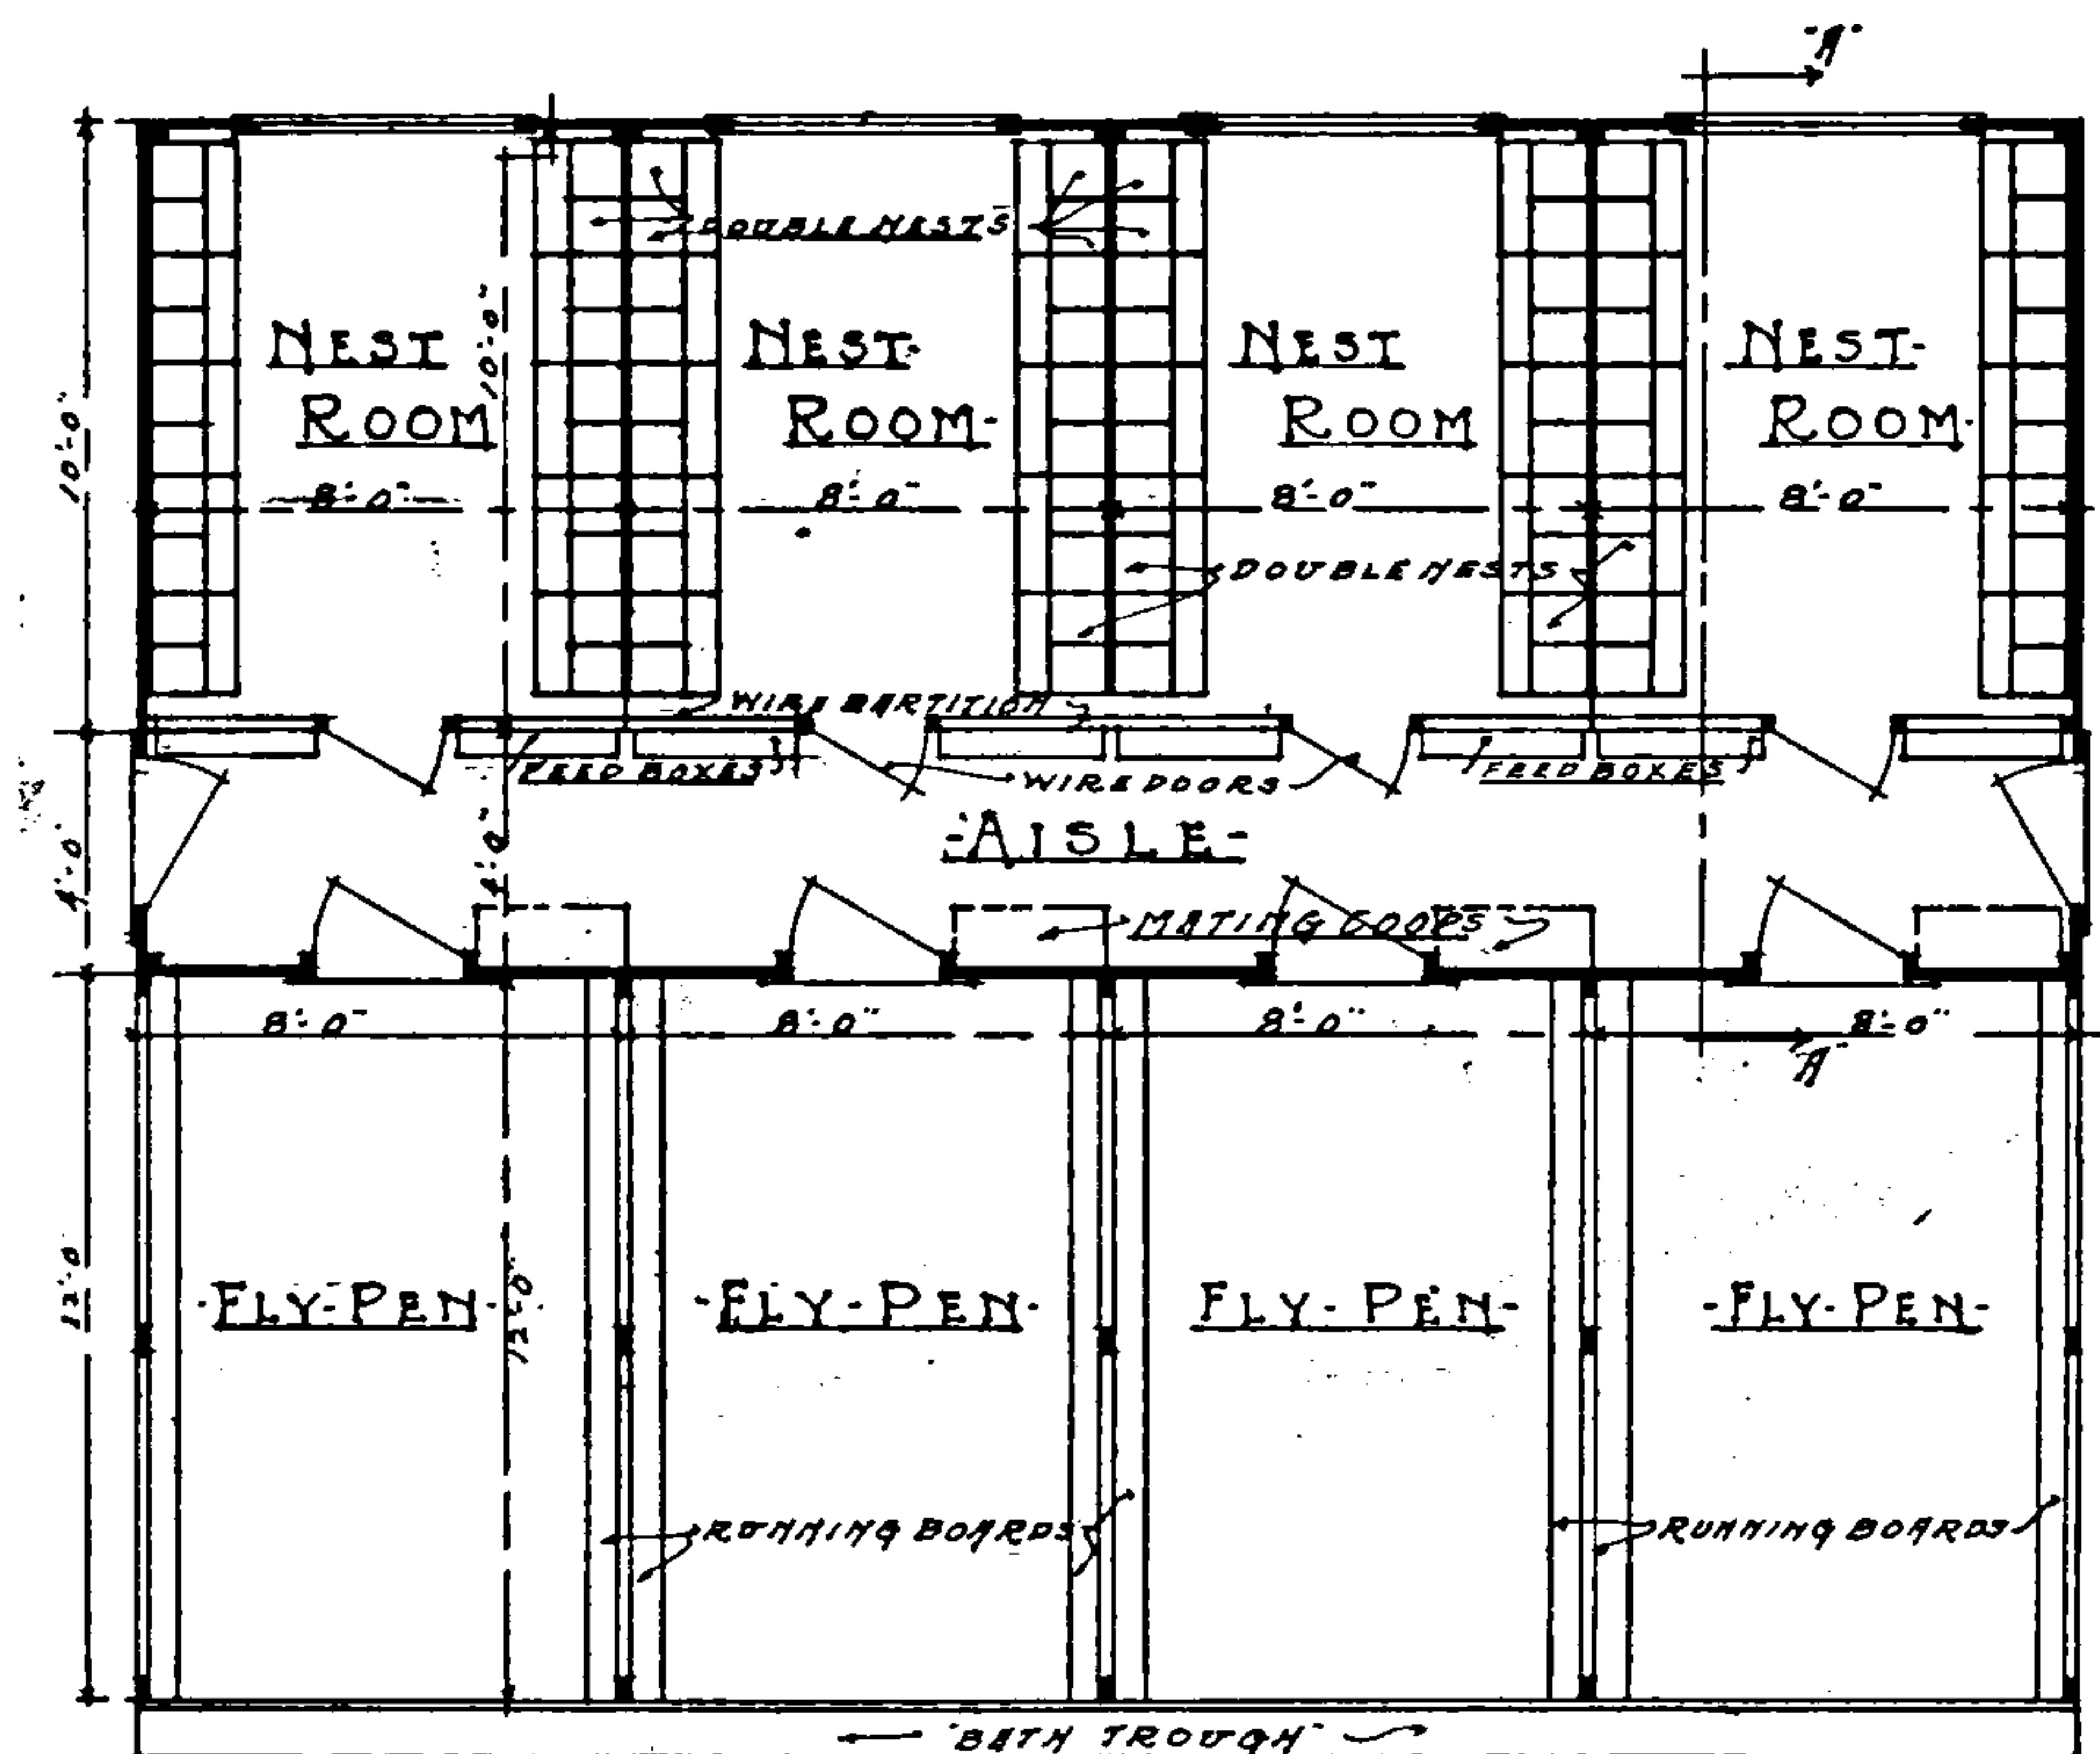 "A"
DOUBLE NESTS
NEST NEST- NEST NEST-
ROOM ROOM- ROOM ROOM-
10'-0"
10'-0"
8'-0" 8'-0" 8'-0" 8'-0"
DOUBLE NESTS
WIRE PARTITION
FEED BOXES WIRE DOORS FEED BOXES
-AISLE-
4'-0"
4'-0"
MATING COOPS
8'-0" 8'-0" 8'-0" 8'-0"
"A"
-FLY-PEN- -FLY-PEN- FLY-PEN- -FLY-PEN-
12'-0
12'-0"
RUNNING BOARDS RUNNING BOARDS
"BATH TROUGH"